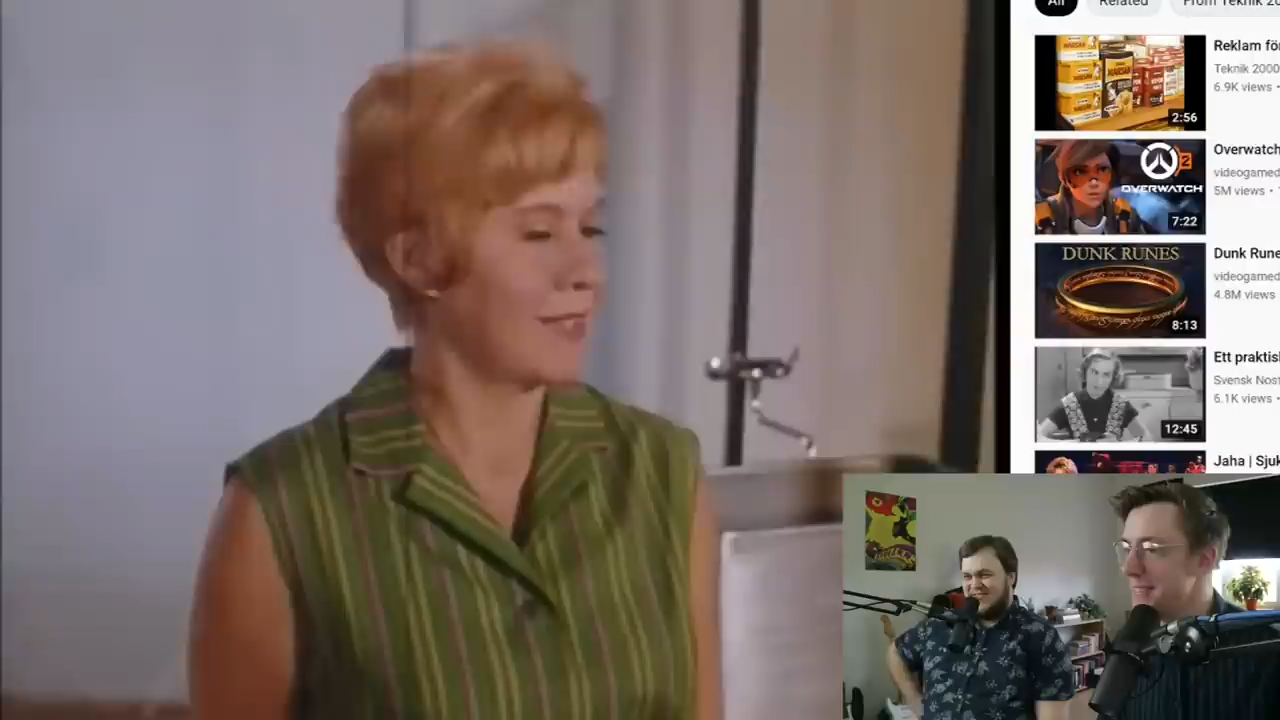 All
Related
From Teknik 20
Reklam för
Teknik 2000
6.9K views •
2:56
OVERWATCH
2
7:22
Overwatch
videogamed
5M views •
DUNK RUNES
8:13
Dunk Rune
videogamed
4.8M views
12:45
Ett praktisk
Svensk Nost
6.1K views •
Jaha | Sjuk